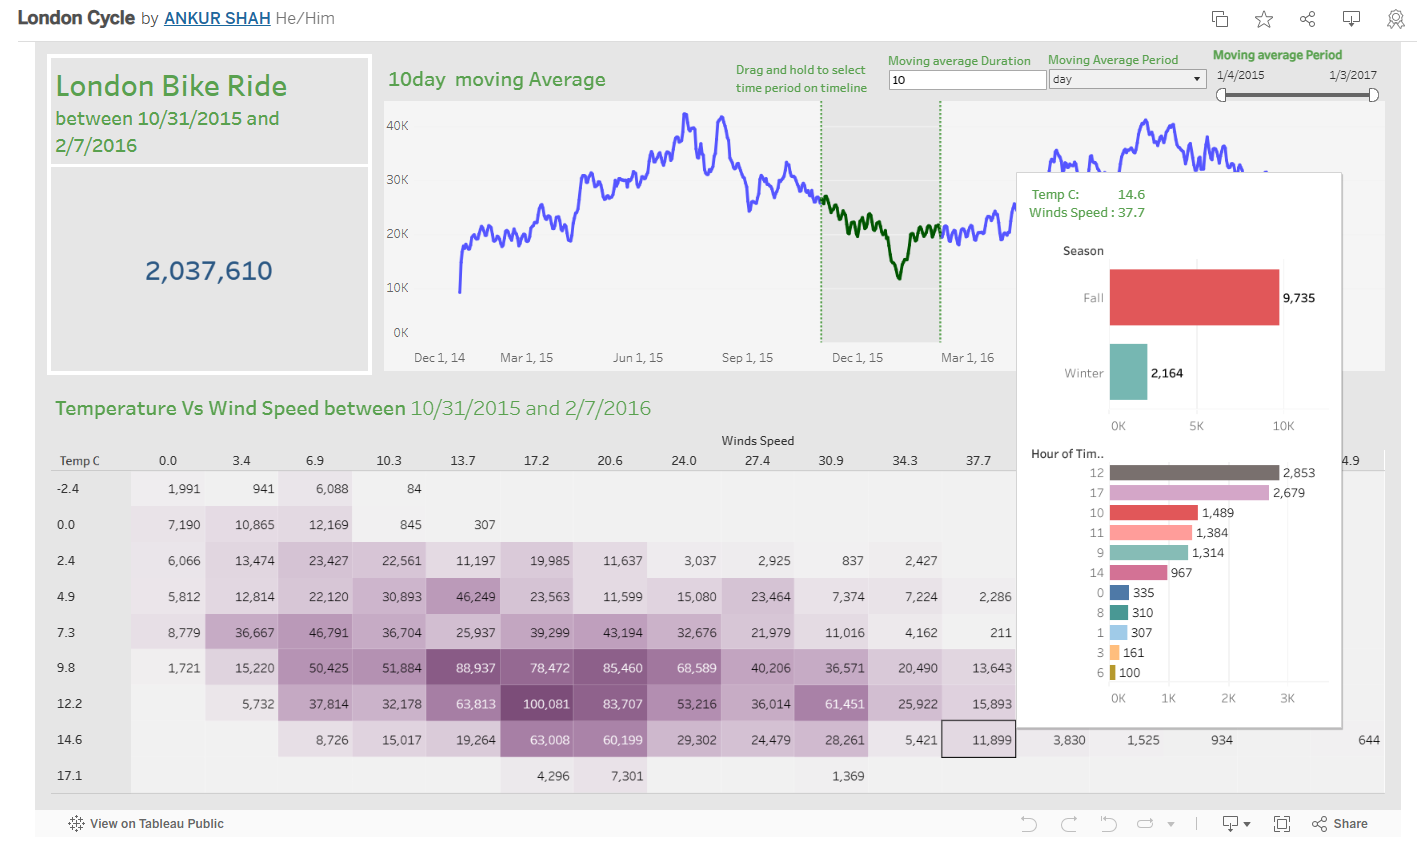 London Cycle by ANKUR SHAH He/Him
London Bike Ride
between 10/31/2015 and
2/7/2016
2,037,610
10day moving Average
Drag and hold to select
time period on timeline
Moving average Duration
10
Moving Average Period
day
Moving average Period
1/4/2015 1/3/2017
40K
30K
20K
10K
0K
Dec 1, 14 Mar 1, 15 Jun 1, 15 Sep 1, 15 Dec 1, 15 Mar 1, 16
Temp C: 14.6
Winds Speed : 37.7
Season
Fall 9,735
Winter 2,164
0K 5K 10K
Hour of Tim..
12 2,853
17 2,679
10 1,489
11 1,384
9 1,314
14 967
0 335
8 310
1 307
3 161
6 100
0K 1K 2K 3K
Temperature Vs Wind Speed between 10/31/2015 and 2/7/2016
Winds Speed
Temp C 0.0 3.4 6.9 10.3 13.7 17.2 20.6 24.0 27.4 30.9 34.3 37.7 4.9
-2.4 1,991 941 6,088 84
0.0 7,190 10,865 12,169 845 307
2.4 6,066 13,474 23,427 22,561 11,197 19,985 11,637 3,037 2,925 837 2,427
4.9 5,812 12,814 22,120 30,893 46,249 23,563 11,599 15,080 23,464 7,374 7,224 2,286
7.3 8,779 36,667 46,791 36,704 25,937 39,299 43,194 32,676 21,979 11,016 4,162 211
9.8 1,721 15,220 50,425 51,884 88,937 78,472 85,460 68,589 40,206 36,571 20,490 13,643
12.2 5,732 37,814 32,178 63,813 100,081 83,707 53,216 36,014 61,451 25,922 15,893
14.6 8,726 15,017 19,264 63,008 60,199 29,302 24,479 28,261 5,421 11,899 3,830 1,525 934 644
17.1 4,296 7,301 1,369
View on Tableau Public
Share